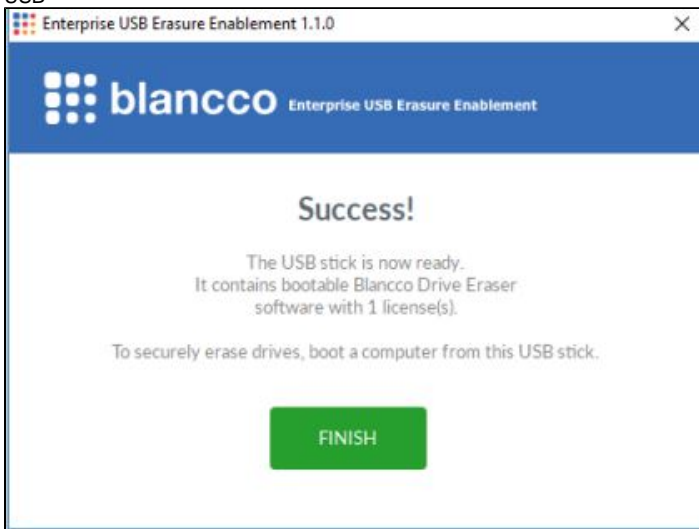 USB
Enterprise USB Erasure Enablement 1.1.0
blancco Enterprise USB Erasure Enablement
Success!
The USB stick is now ready.
It contains bootable Blancco Drive Eraser
software with 1 license(s).
To securely erase drives, boot a computer from this USB stick.
FINISH